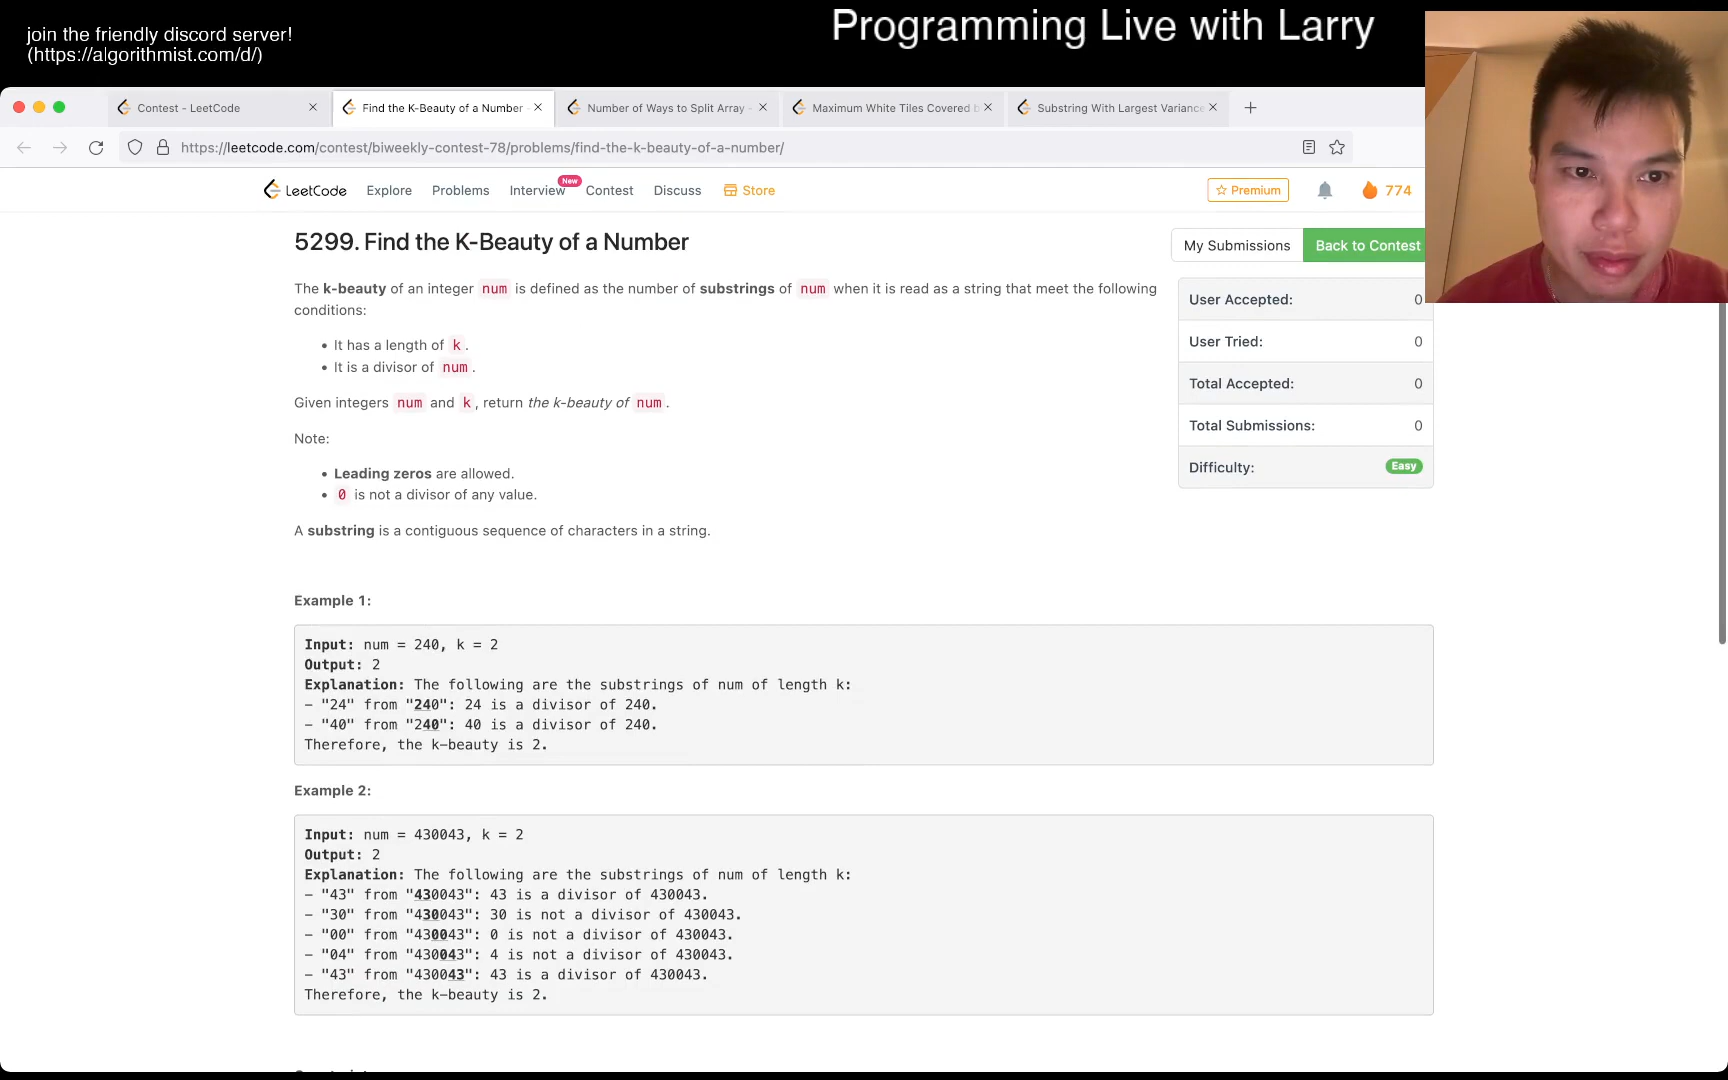 join the friendly discord server!
(https://algorithmist.com/d/)
Programming Live with Larry
Contest - LeetCode
Find the K-Beauty of a Number
Number of Ways to Split Array -
Maximum White Tiles Covered
Substring With Largest Variance
https://leetcode.com/contest/biweekly-contest-78/problems/find-the-k-beauty-of-a-number/
LeetCode Explore Problems Interview New Contest Discuss Store Premium 774
5299. Find the K-Beauty of a Number
My Submissions Back to Contest
The k-beauty of an integer num is defined as the number of substrings of num when it is read as a string that meet the following
conditions:
• It has a length of k.
• It is a divisor of num.
Given integers num and k, return the k-beauty of num.
Note:
• Leading zeros are allowed.
• 0 is not a divisor of any value.
A substring is a contiguous sequence of characters in a string.
User Accepted: 0
User Tried: 0
Total Accepted: 0
Total Submissions: 0
Difficulty: Easy
Example 1:
Input: num = 240, k = 2
Output: 2
Explanation: The following are the substrings of num of length k:
- "24" from "240": 24 is a divisor of 240.
- "40" from "240": 40 is a divisor of 240.
Therefore, the k-beauty is 2.
Example 2:
Input: num = 430043, k = 2
Output: 2
Explanation: The following are the substrings of num of length k:
- "43" from "430043": 43 is a divisor of 430043.
- "30" from "430043": 30 is not a divisor of 430043.
- "00" from "430043": 0 is not a divisor of 430043.
- "04" from "430043": 4 is not a divisor of 430043.
- "43" from "430043": 43 is a divisor of 430043.
Therefore, the k-beauty is 2.